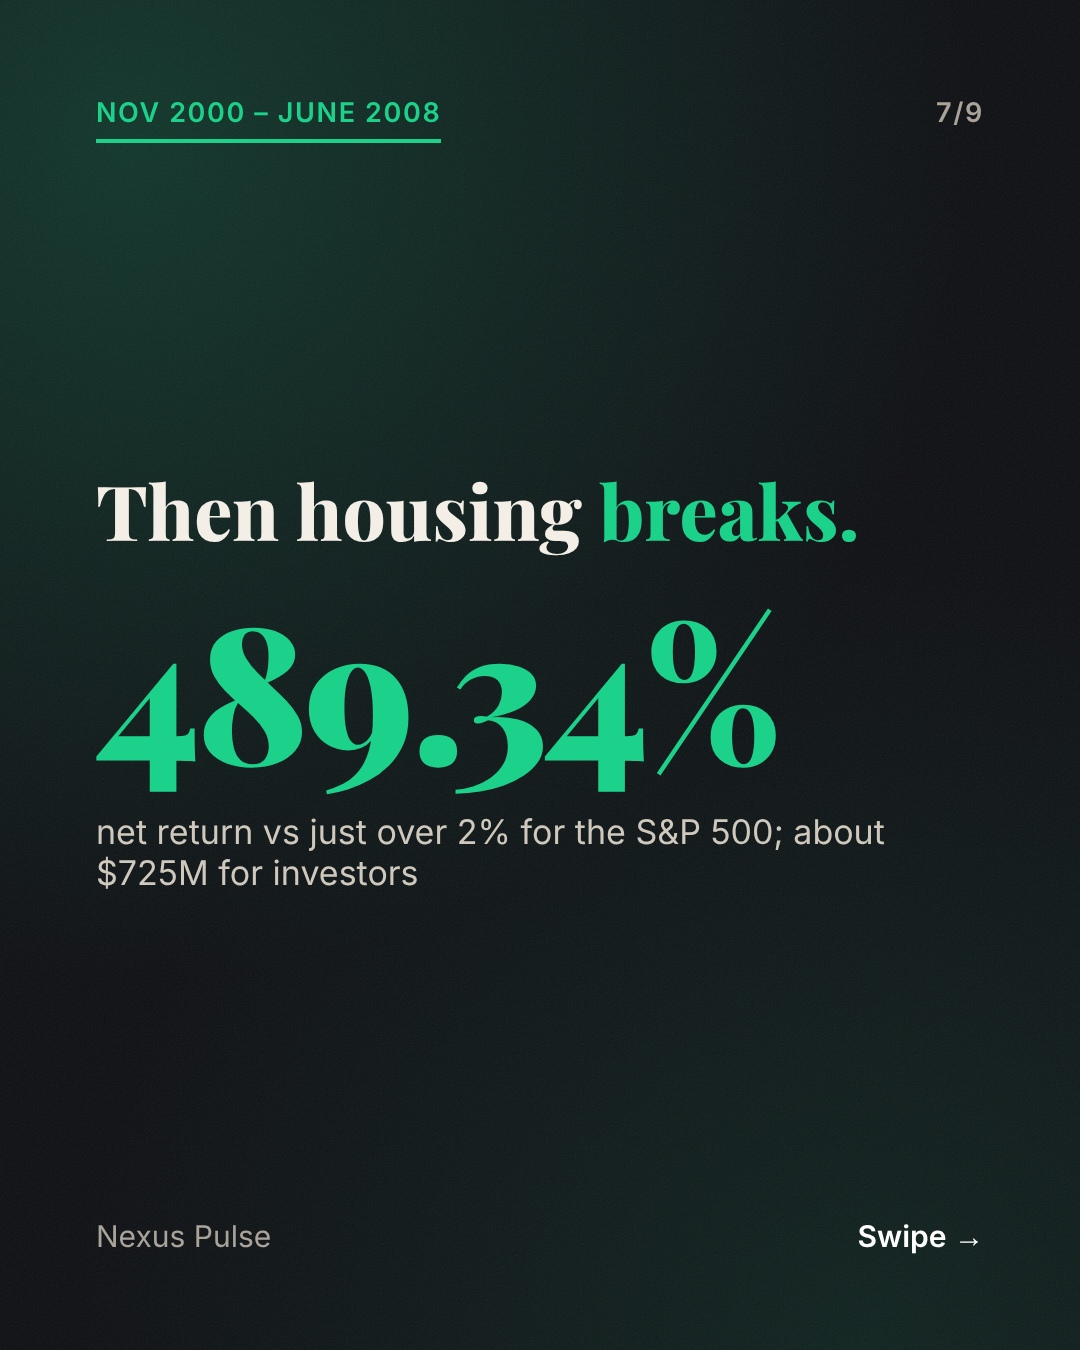 NOV 2000 – JUNE 2008
7/9
Then housing breaks.
489.34%
net return vs just over 2% for the S&P 500; about
$725M for investors
Nexus Pulse
Swipe →